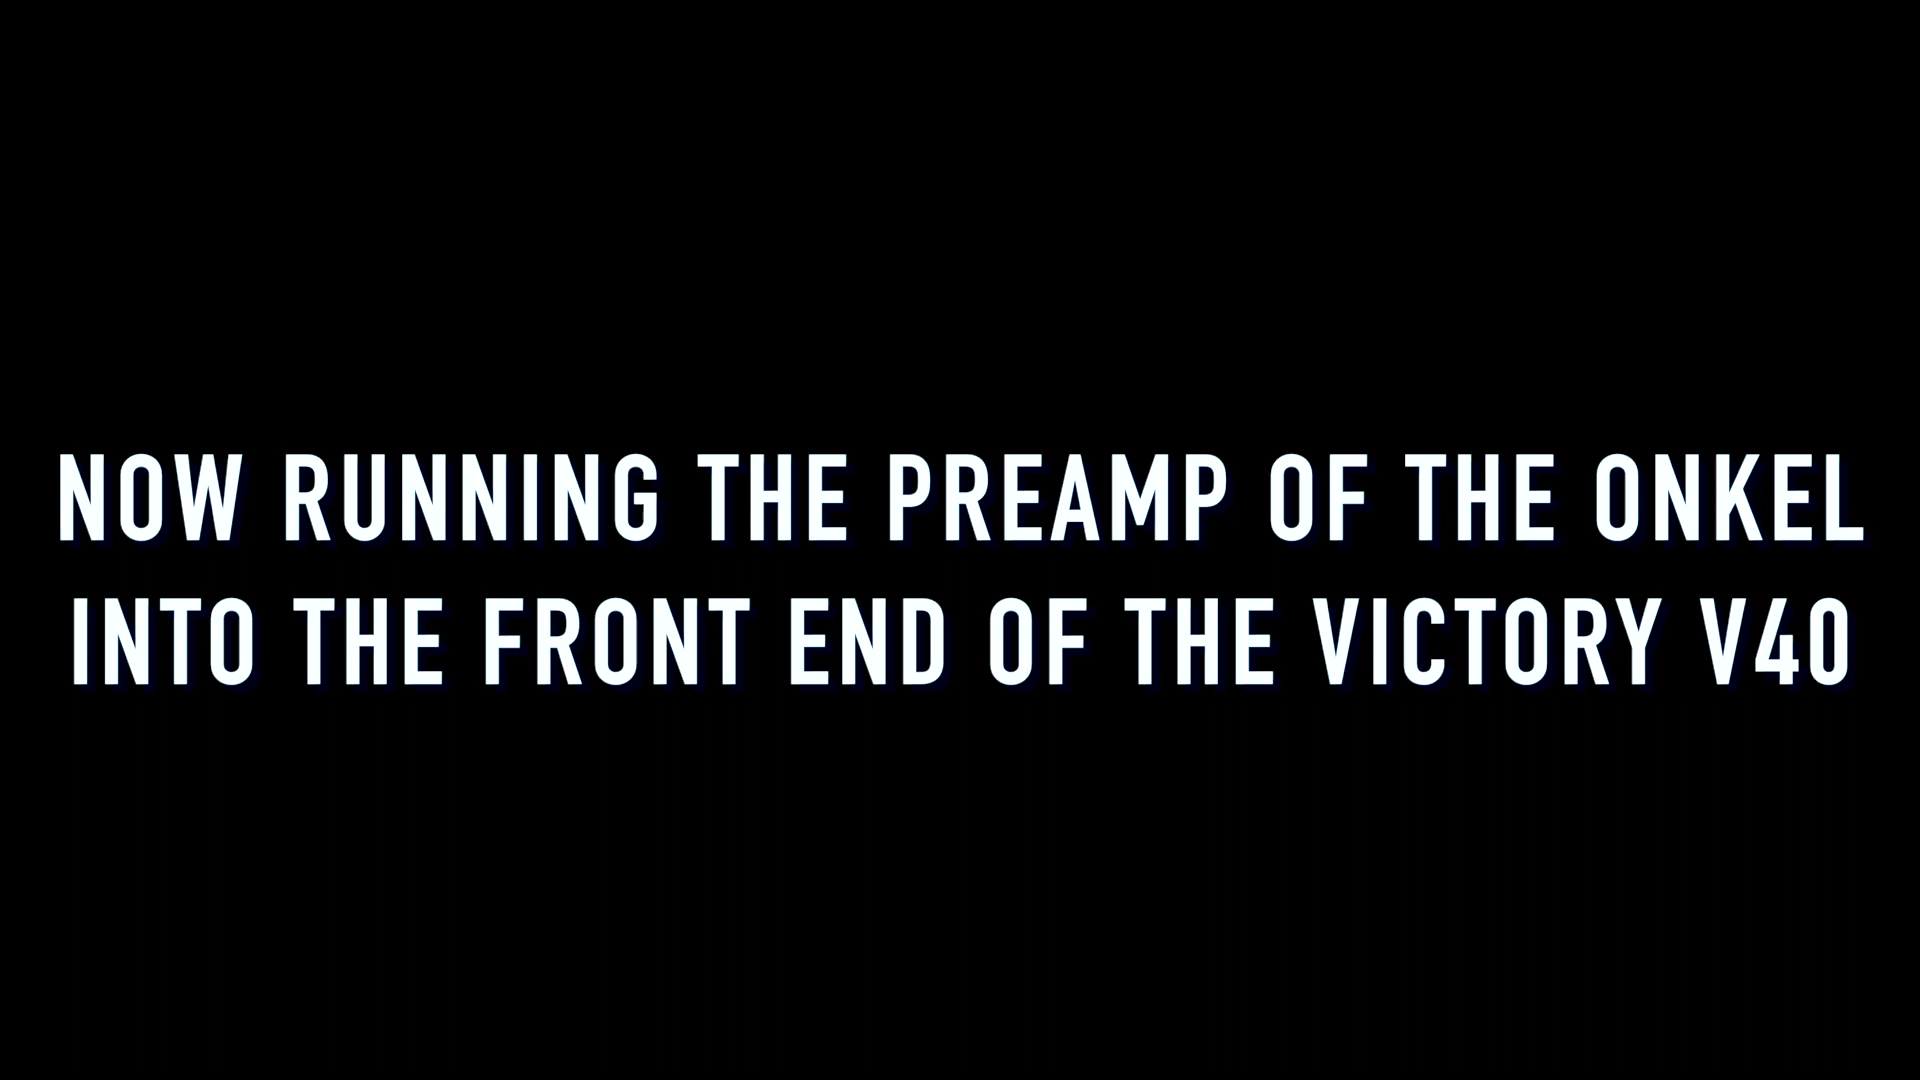 NOW RUNNING THE PREAMP OF THE ONKEL
INTO THE FRONT END OF THE VICTORY V40